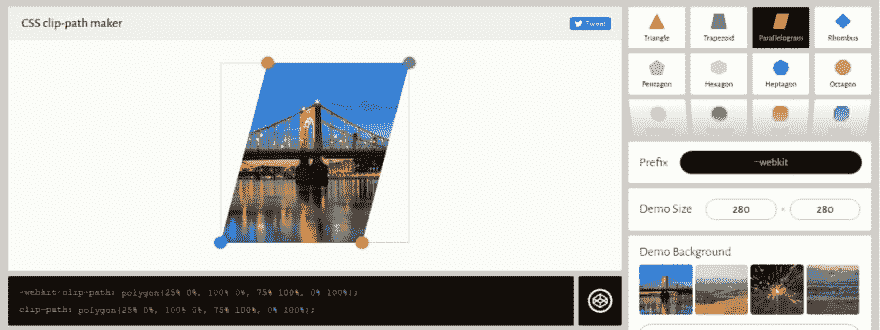 CSS clip-path maker
Tweet
Triangle
Trapezoid
Parallelogram
Rhombus
Pentagon
Hexagon
Heptagon
Octagon
Prefix
-webkit
Demo Size
280 × 280
Demo Background
-webkit-clip-path: polygon(25% 0%, 100% 0%, 75% 100%, 0% 100%);
clip-path: polygon(25% 0%, 100% 0%, 75% 100%, 0% 100%);